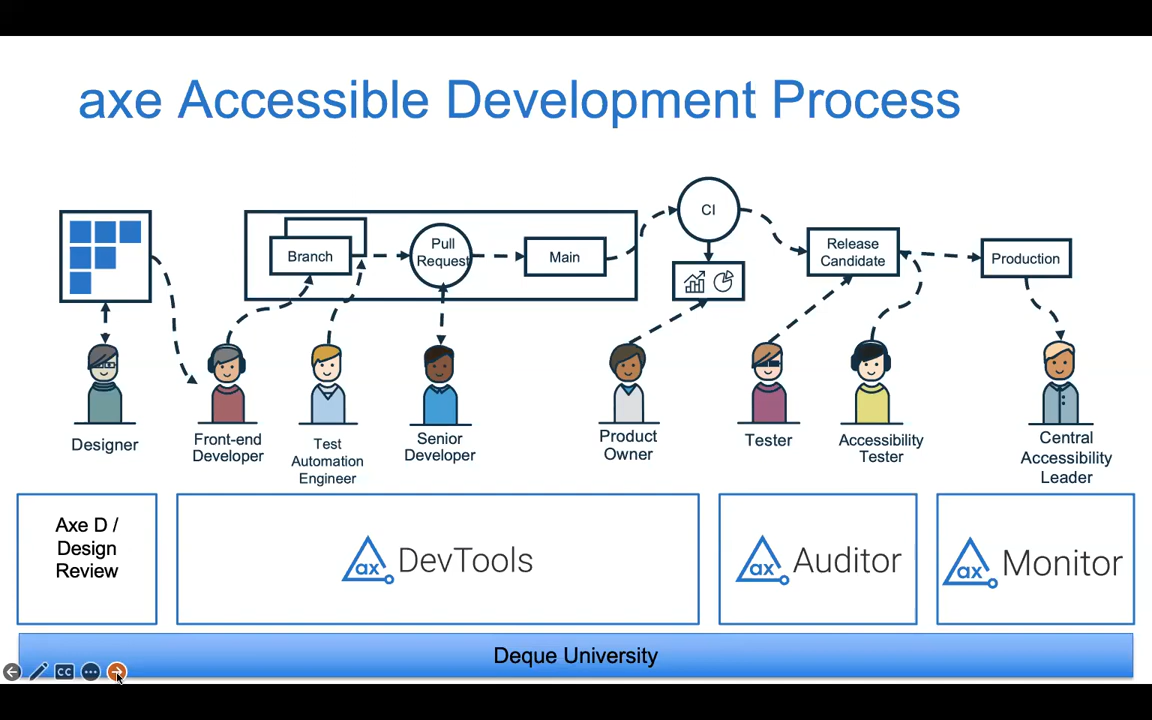 axe Accessible Development Process
CI
Branch
Pull
Request
Main
Release
Candidate
Production
Designer
Front-end
Developer
Test
Automation
Engineer
Senior
Developer
Product
Owner
Tester
Accessibility
Tester
Central
Accessibility
Leader
Axe D /
Design
Review
ax DevTools
ax Auditor
ax Monitor
Deque University
CC